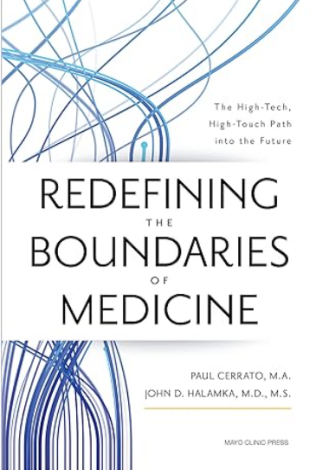 The High-Tech,
High-Touch Path
into the Future
REDEFINING
THE
BOUNDARIES
OF
MEDICINE
PAUL CERRATO, M.A.
JOHN D. HALAMKA, M.D., M.S.
MAYO CLINIC PRESS